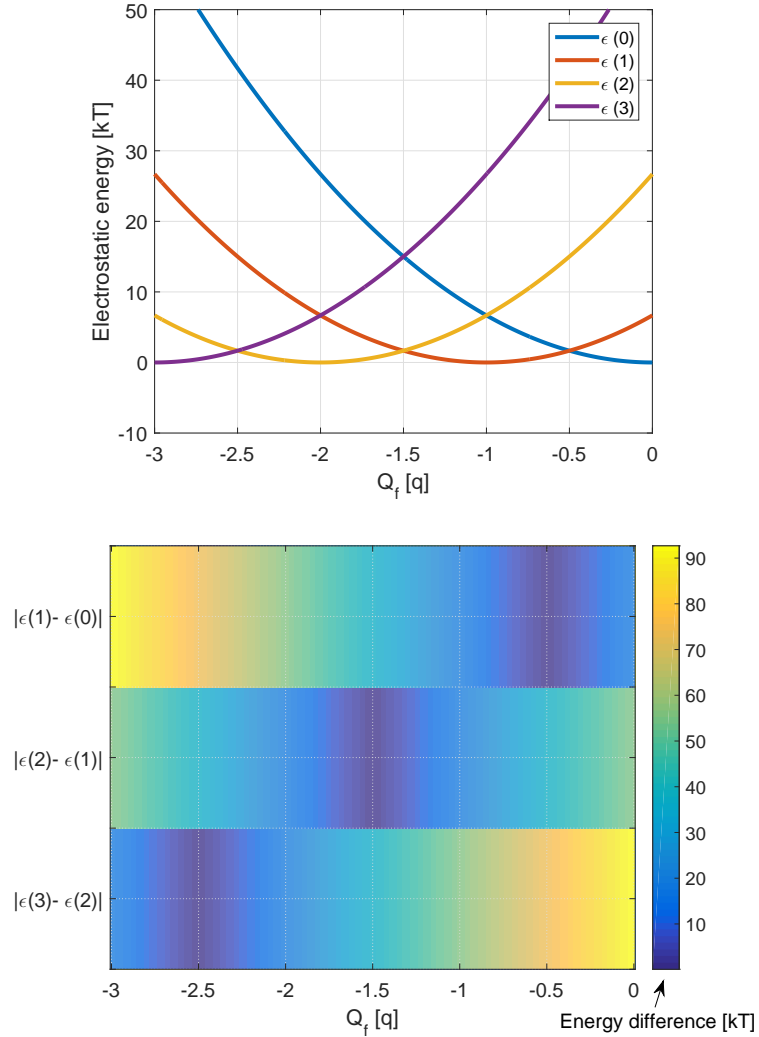 50
40
30
20
10
0
-10
Electrostatic energy [kT]
ϵ (0)
ϵ (1)
ϵ (2)
ϵ (3)
-3 -2.5 -2 -1.5 -1 -0.5 0
Q_f [q]
|ϵ(1)- ϵ(0)|
|ϵ(2)- ϵ(1)|
|ϵ(3)- ϵ(2)|
90
80
70
60
50
40
30
20
10
-3 -2.5 -2 -1.5 -1 -0.5 0
Q_f [q]
Energy difference [kT]